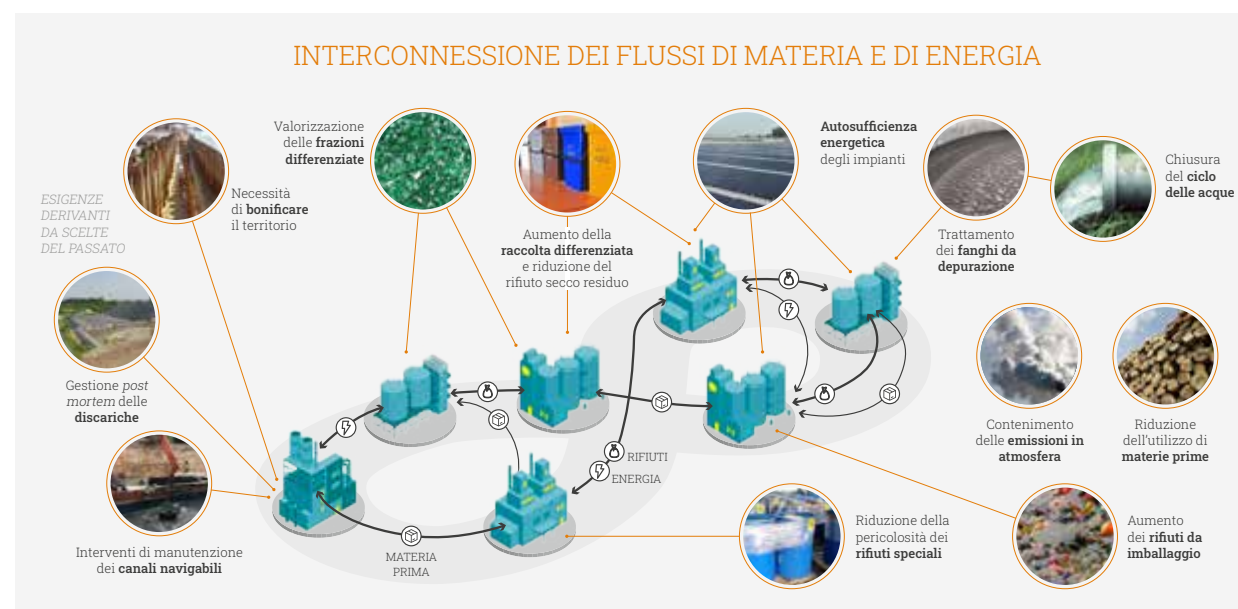 INTERCONNESSIONE DEI FLUSSI DI MATERIA E DI ENERGIA
ESIGENZE
DERIVANTI
DA SCELTE
DEL PASSATO
Necessità
di bonificare
il territorio
Valorizzazione
delle frazioni
differenziate
Aumento della
raccolta differenziata
e riduzione del
rifiuto secco residuo
Autosufficienza
energetica
degli impianti
Trattamento
dei fanghi da
depurazione
Chiusura
del ciclo
delle acque
Gestione post
mortem delle
discariche
Contenimento
delle emissioni in
atmosfera
Riduzione
dell'utilizzo di
materie prime
RIFIUTI
ENERGIA
MATERIA
PRIMA
Interventi di manutenzione
dei canali navigabili
Riduzione della
pericolosità dei
rifiuti speciali
Aumento
dei rifiuti da
imballaggio